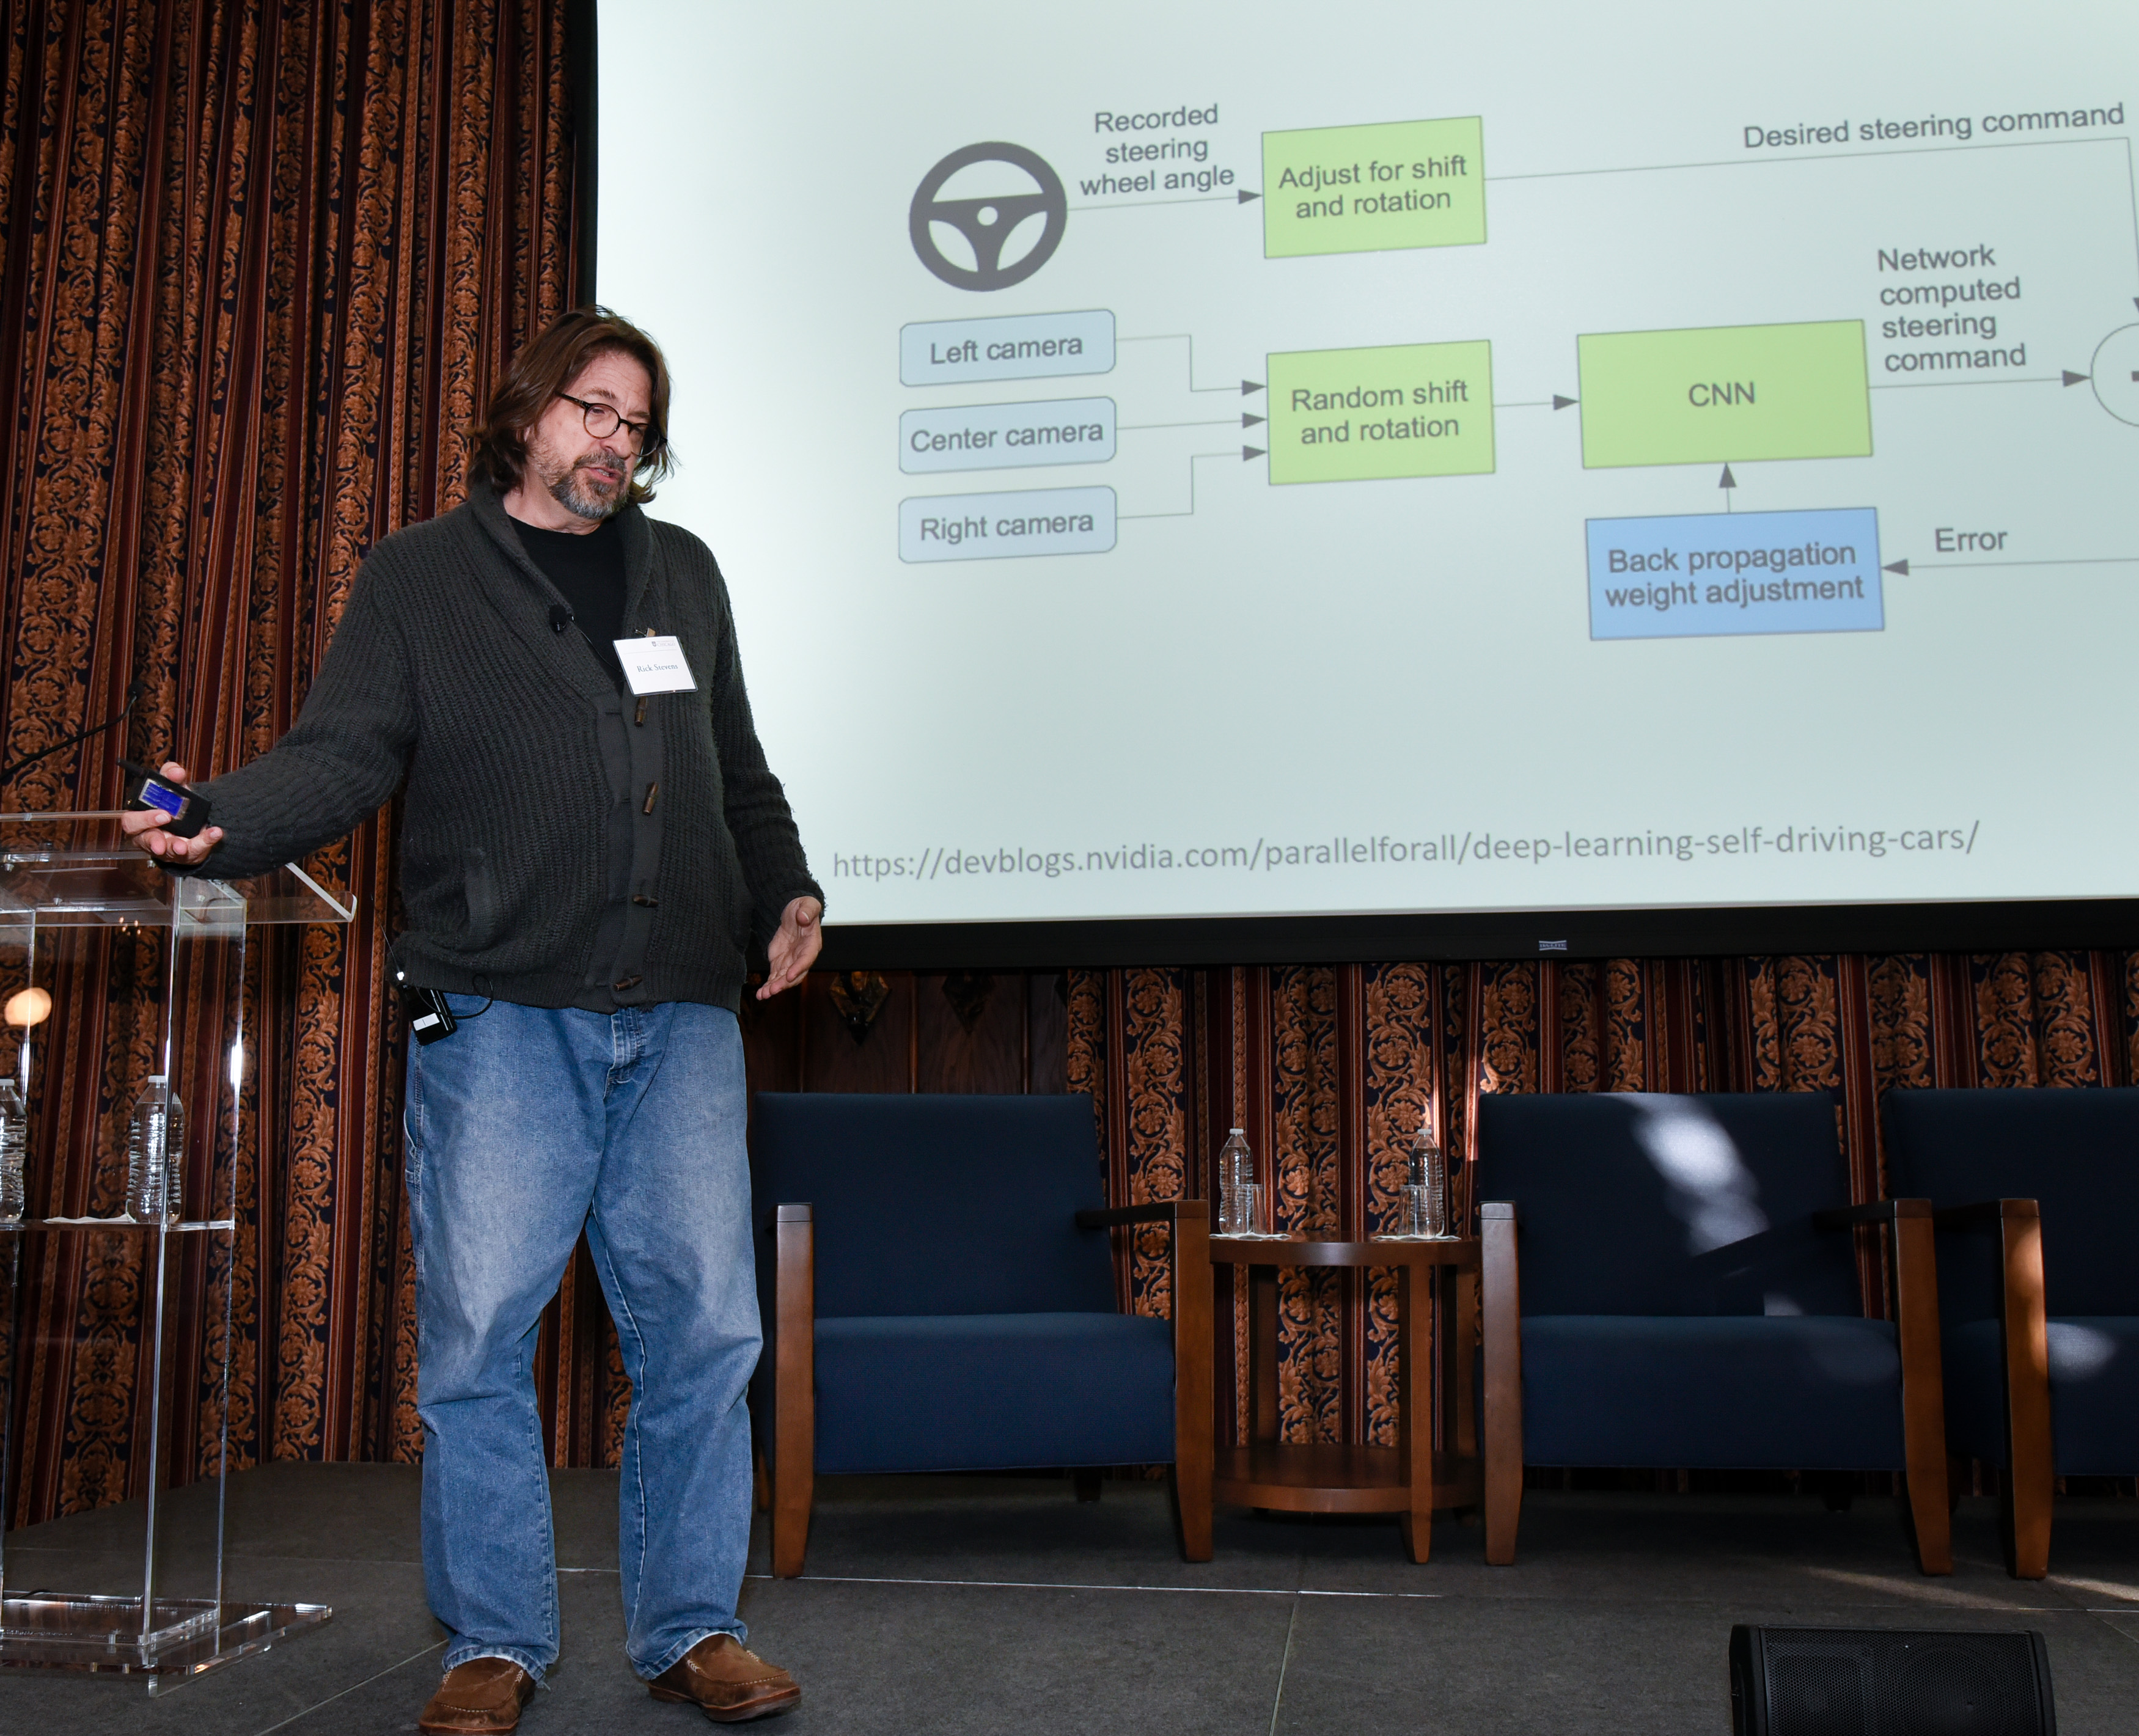 Recorded
steering
wheel angle
Adjust for shift
and rotation
Desired steering command
Left camera
Center camera
Right camera
Random shift
and rotation
CNN
Network
computed
steering
command
Back propagation
weight adjustment
Error
https://devblogs.nvidia.com/parallelforall/deep-learning-self-driving-cars/
Rick Stevens